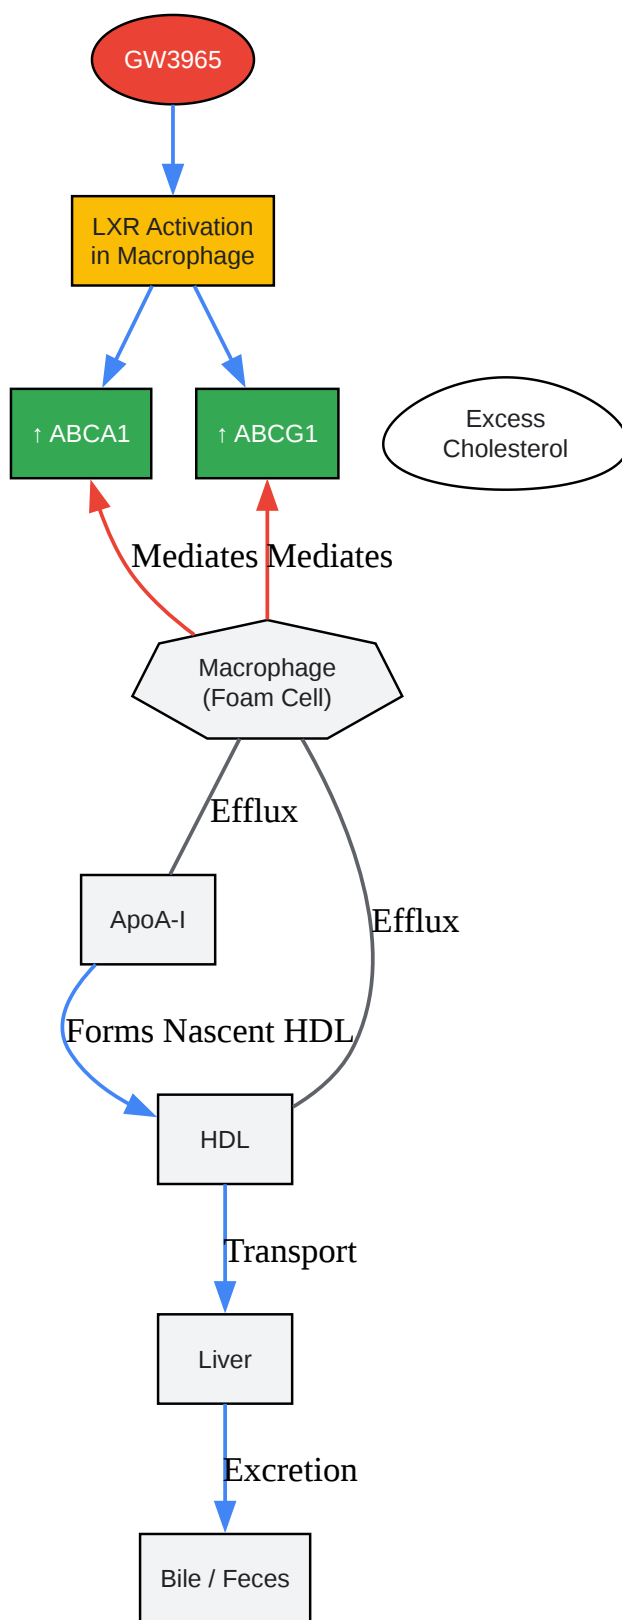 GW3965
LXR Activation
in Macrophage
↑ ABCA1
↑ ABCG1
Excess
Cholesterol
Mediates
Mediates
Macrophage
(Foam Cell)
Efflux
ApoA-I
Efflux
Forms Nascent HDL
HDL
Transport
Liver
Excretion
Bile / Feces